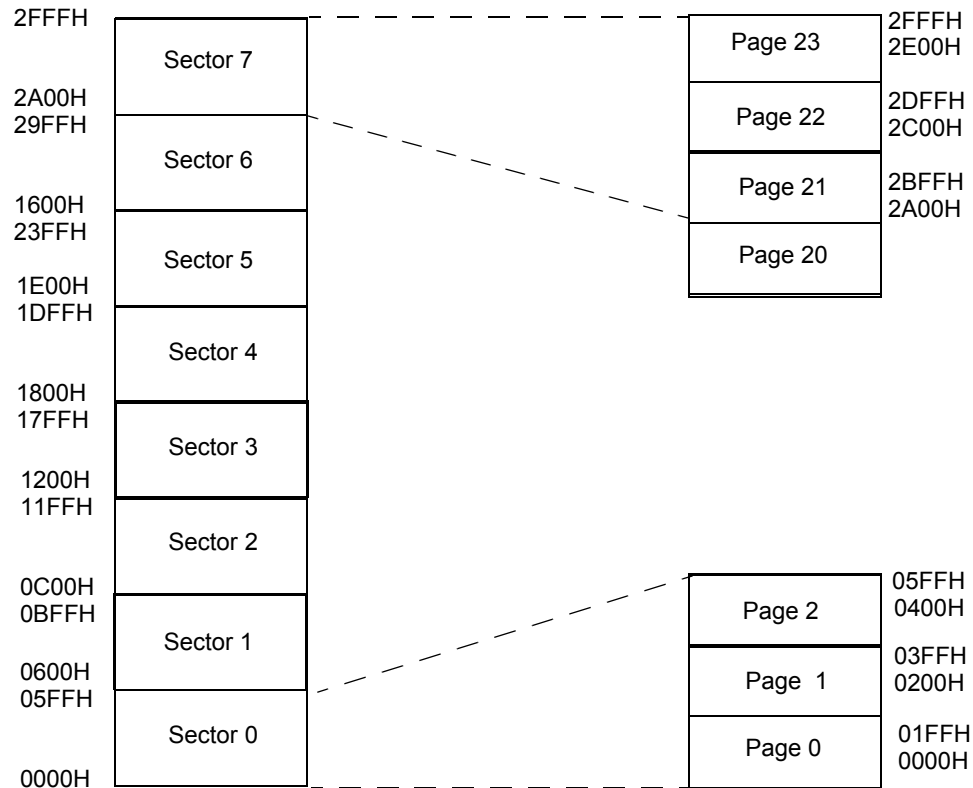 2FFFH
Sector 7
2A00H
29FFH
Sector 6
1600H
23FFH
Sector 5
1E00H
1DFFH
Sector 4
1800H
17FFH
Sector 3
1200H
11FFH
Sector 2
0C00H
0BFFH
Sector 1
0600H
05FFH
Sector 0
0000H
Page 23
2FFFH
2E00H
Page 22
2DFFH
2C00H
Page 21
2BFFH
2A00H
Page 20
Page 2
05FFH
0400H
Page 1
03FFH
0200H
Page 0
01FFH
0000H